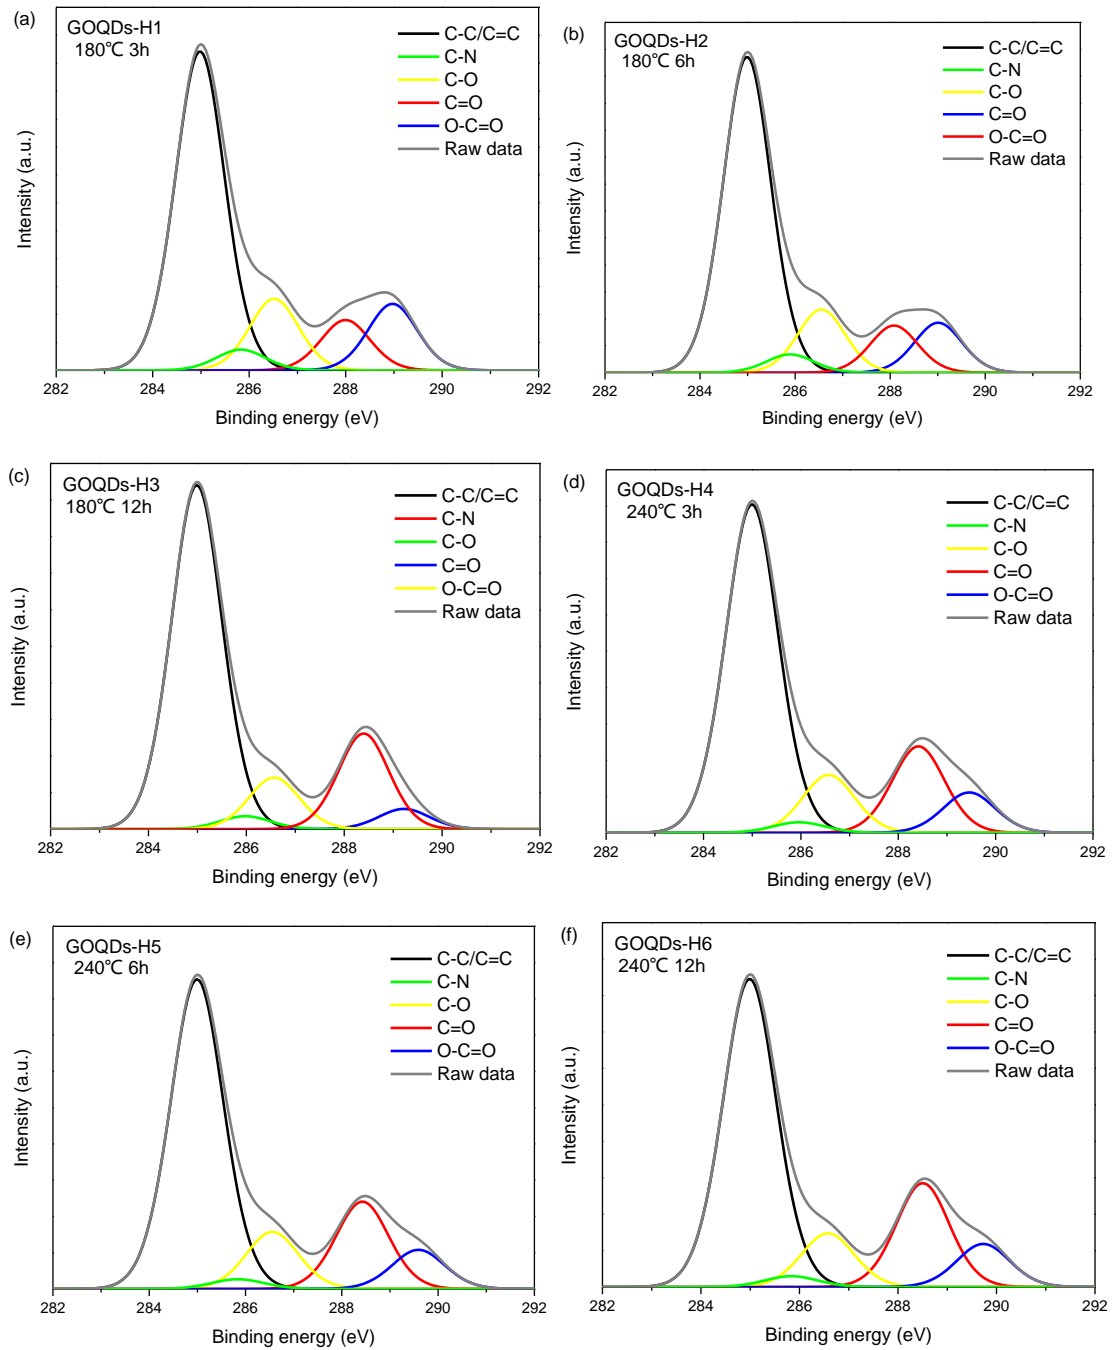 (a)
GOQDs-H1
180℃ 3h
C-C/C=C
C-N
C-O
C=O
O-C=O
Raw data
Intensity (a.u.)
282 284 286 288 290 292
Binding energy (eV)
(b)
GOQDs-H2
180℃ 6h
C-C/C=C
C-N
C-O
C=O
O-C=O
Raw data
Intensity (a.u.)
282 284 286 288 290 292
Binding energy (eV)
(c)
GOQDs-H3
180℃ 12h
C-C/C=C
C-N
C-O
C=O
O-C=O
Raw data
Intensity (a.u.)
282 284 286 288 290 292
Binding energy (eV)
(d)
GOQDs-H4
240℃ 3h
C-C/C=C
C-N
C-O
C=O
O-C=O
Raw data
Intensity (a.u.)
282 284 286 288 290 292
Binding energy (eV)
(e)
GOQDs-H5
240℃ 6h
C-C/C=C
C-N
C-O
C=O
O-C=O
Raw data
Intensity (a.u.)
282 284 286 288 290 292
Binding energy (eV)
(f)
GOQDs-H6
240℃ 12h
C-C/C=C
C-N
C-O
C=O
O-C=O
Raw data
Intensity (a.u.)
282 284 286 288 290 292
Binding energy (eV)